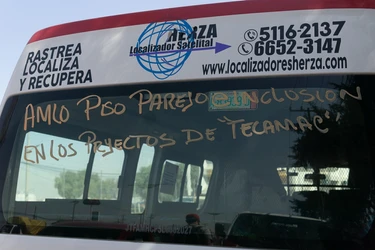 HERZA
Localizador Satelital
RASTREA
LOCALIZA
Y RECUPERA
5116-2137
6652-3147
www.localizadoresherza.com
AMLO PISO PAREJO E INCLUSIÓN
EN LOS PROYECTOS DE "TECAMAC"